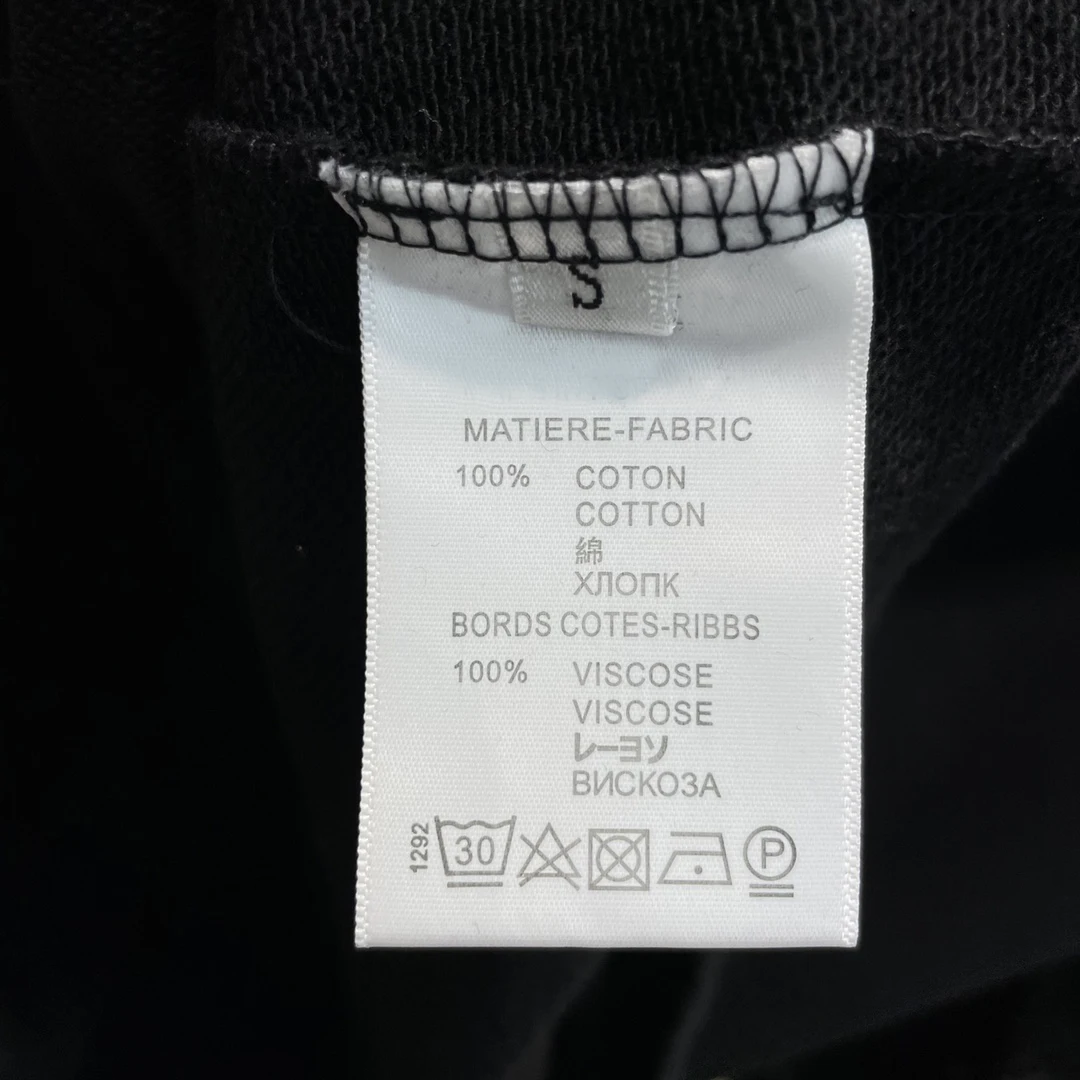 S
MATIERE-FABRIC
100% COTON
COTTON
綿
ХЛОПК
BORDS COTES-RIBBS
100% VISCOSE
VISCOSE
レーヨソ
ВИСКОЗА
1292 30 P